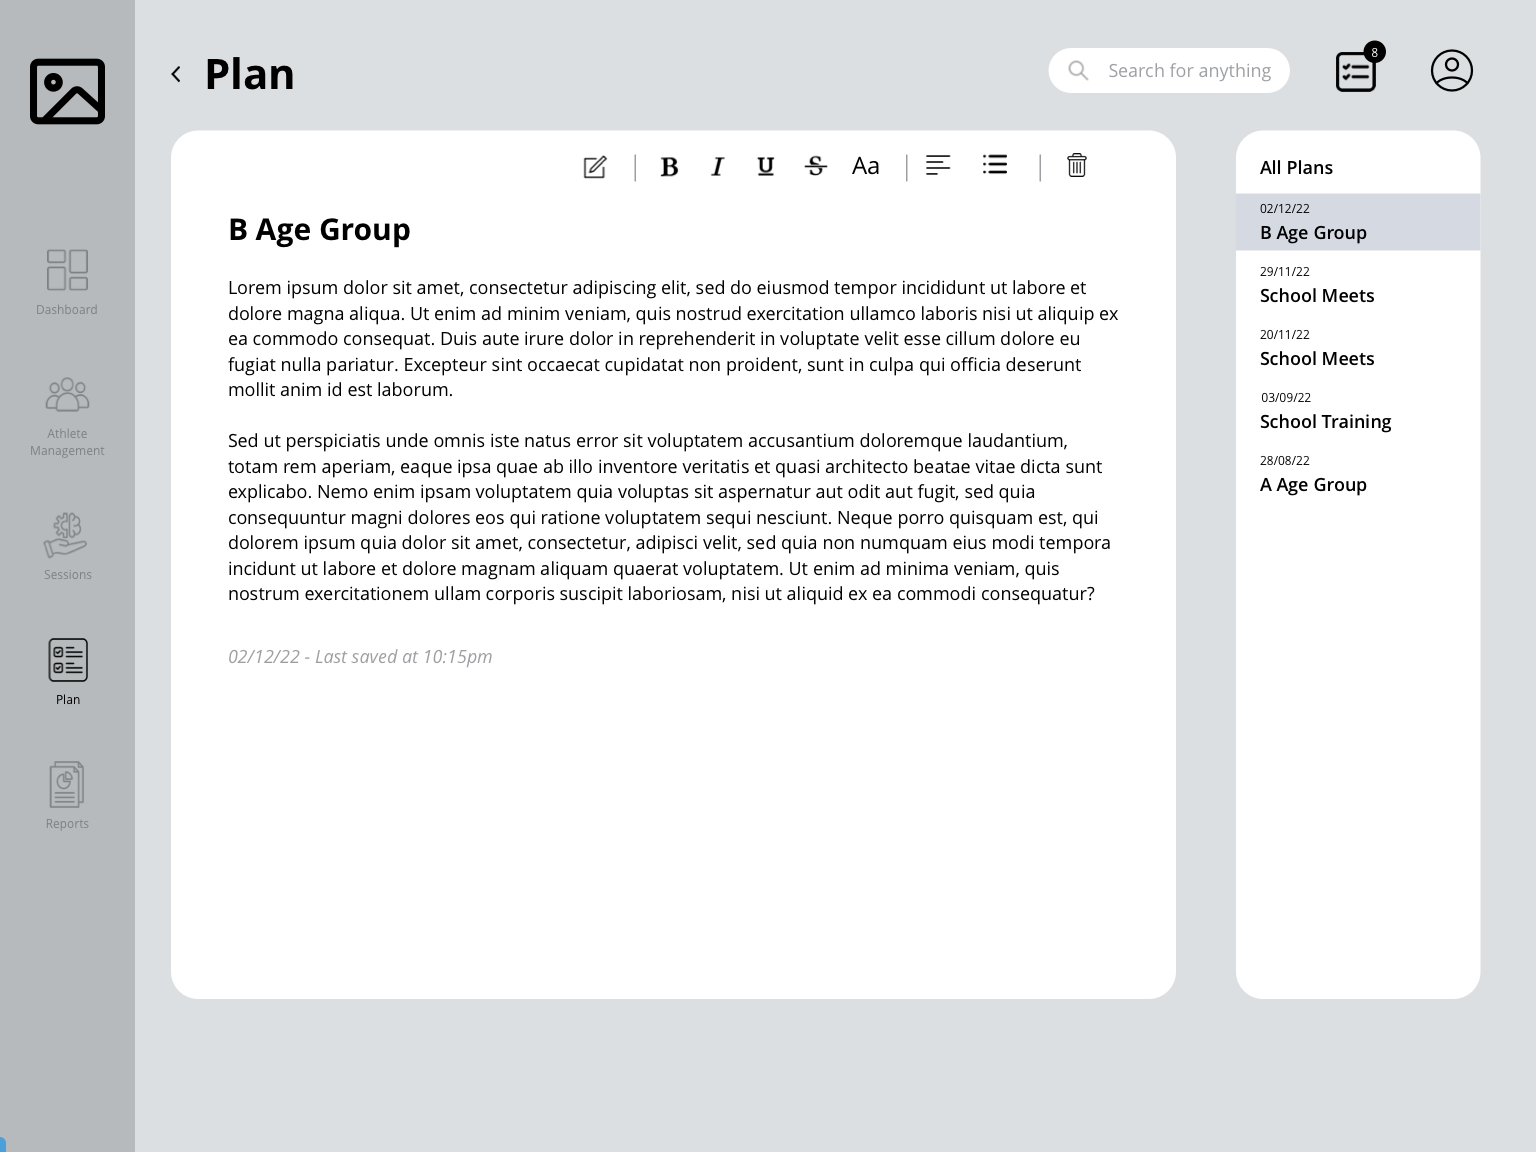 Plan
Search for anything
8
Dashboard
Athlete
Management
Sessions
Plan
Reports
B I U S Aa
B Age Group
Lorem ipsum dolor sit amet, consectetur adipiscing elit, sed do eiusmod tempor incididunt ut labore et
dolore magna aliqua. Ut enim ad minim veniam, quis nostrud exercitation ullamco laboris nisi ut aliquip ex
ea commodo consequat. Duis aute irure dolor in reprehenderit in voluptate velit esse cillum dolore eu
fugiat nulla pariatur. Excepteur sint occaecat cupidatat non proident, sunt in culpa qui officia deserunt
mollit anim id est laborum.
Sed ut perspiciatis unde omnis iste natus error sit voluptatem accusantium doloremque laudantium,
totam rem aperiam, eaque ipsa quae ab illo inventore veritatis et quasi architecto beatae vitae dicta sunt
explicabo. Nemo enim ipsam voluptatem quia voluptas sit aspernatur aut odit aut fugit, sed quia
consequuntur magni dolores eos qui ratione voluptatem sequi nesciunt. Neque porro quisquam est, qui
dolorem ipsum quia dolor sit amet, consectetur, adipisci velit, sed quia non numquam eius modi tempora
incidunt ut labore et dolore magnam aliquam quaerat voluptatem. Ut enim ad minima veniam, quis
nostrum exercitationem ullam corporis suscipit laboriosam, nisi ut aliquid ex ea commodi consequatur?
02/12/22 - Last saved at 10:15pm
All Plans
02/12/22
B Age Group
29/11/22
School Meets
20/11/22
School Meets
03/09/22
School Training
28/08/22
A Age Group